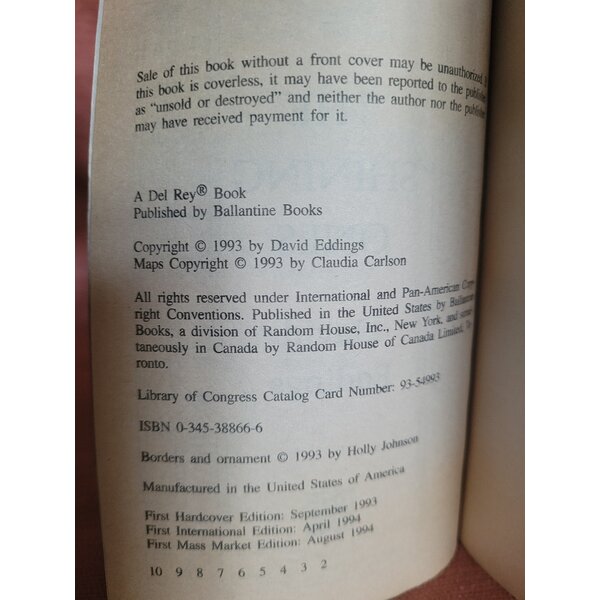 Sale of this book without a front cover may be unauthorized.
this book is coverless, it may have been reported to the
as "unsold or destroyed" and neither the author nor the
may have received payment for it.
A Del Rey® Book
Published by Ballantine Books
Copyright © 1993 by David Eddings
Maps Copyright © 1993 by Claudia Carlson
All rights reserved under International and Pan-American Copy-
right Conventions. Published in the United States by Ballantine
Books, a division of Random House, Inc., New York, and
taneously in Canada by Random House of Canada Limited, To-
ronto.
Library of Congress Catalog Card Number: 93-54993
ISBN 0-345-38866-6
Borders and ornament © 1993 by Holly Johnson
Manufactured in the United States of America
First Hardcover Edition: September 1993
First International Edition: April 1994
First Mass Market Edition: August 1994
10 9 8 7 6 5 4 3 2